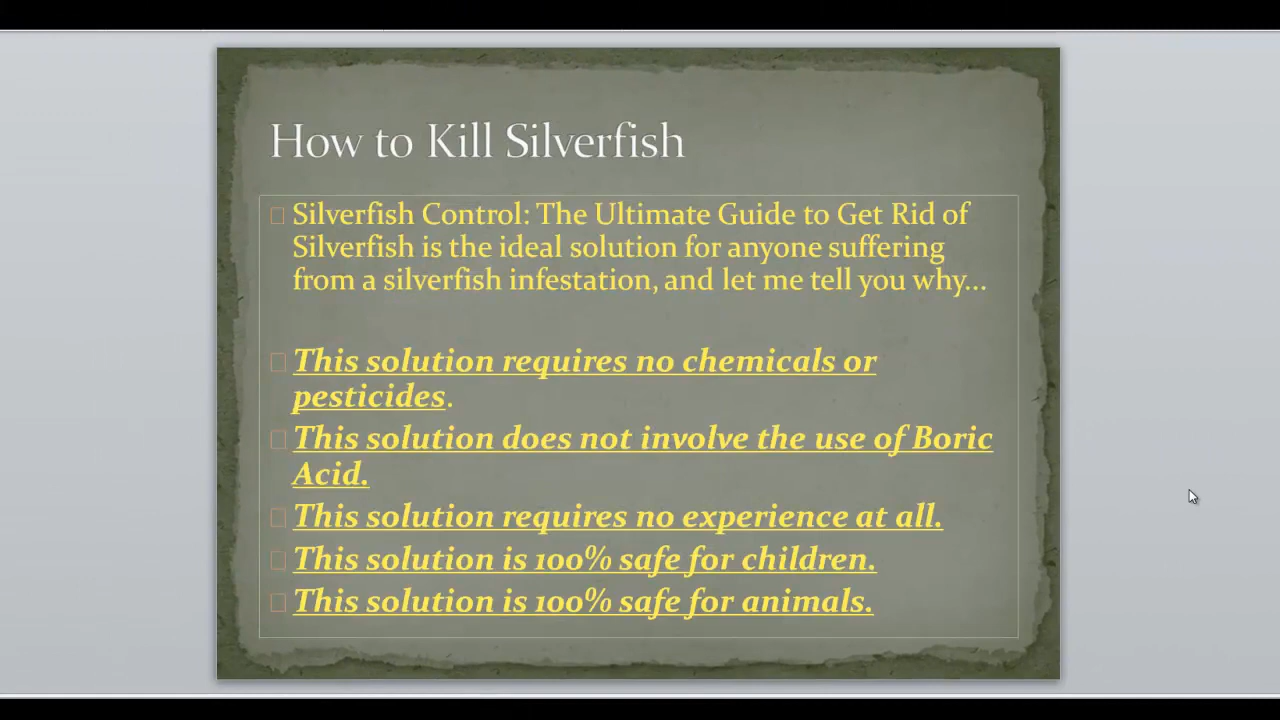 How to Kill Silverfish
Silverfish Control: The Ultimate Guide to Get Rid of
Silverfish is the ideal solution for anyone suffering
from a silverfish infestation, and let me tell you why...
This solution requires no chemicals or
pesticides.
This solution does not involve the use of Boric
Acid.
This solution requires no experience at all.
This solution is 100% safe for children.
This solution is 100% safe for animals.